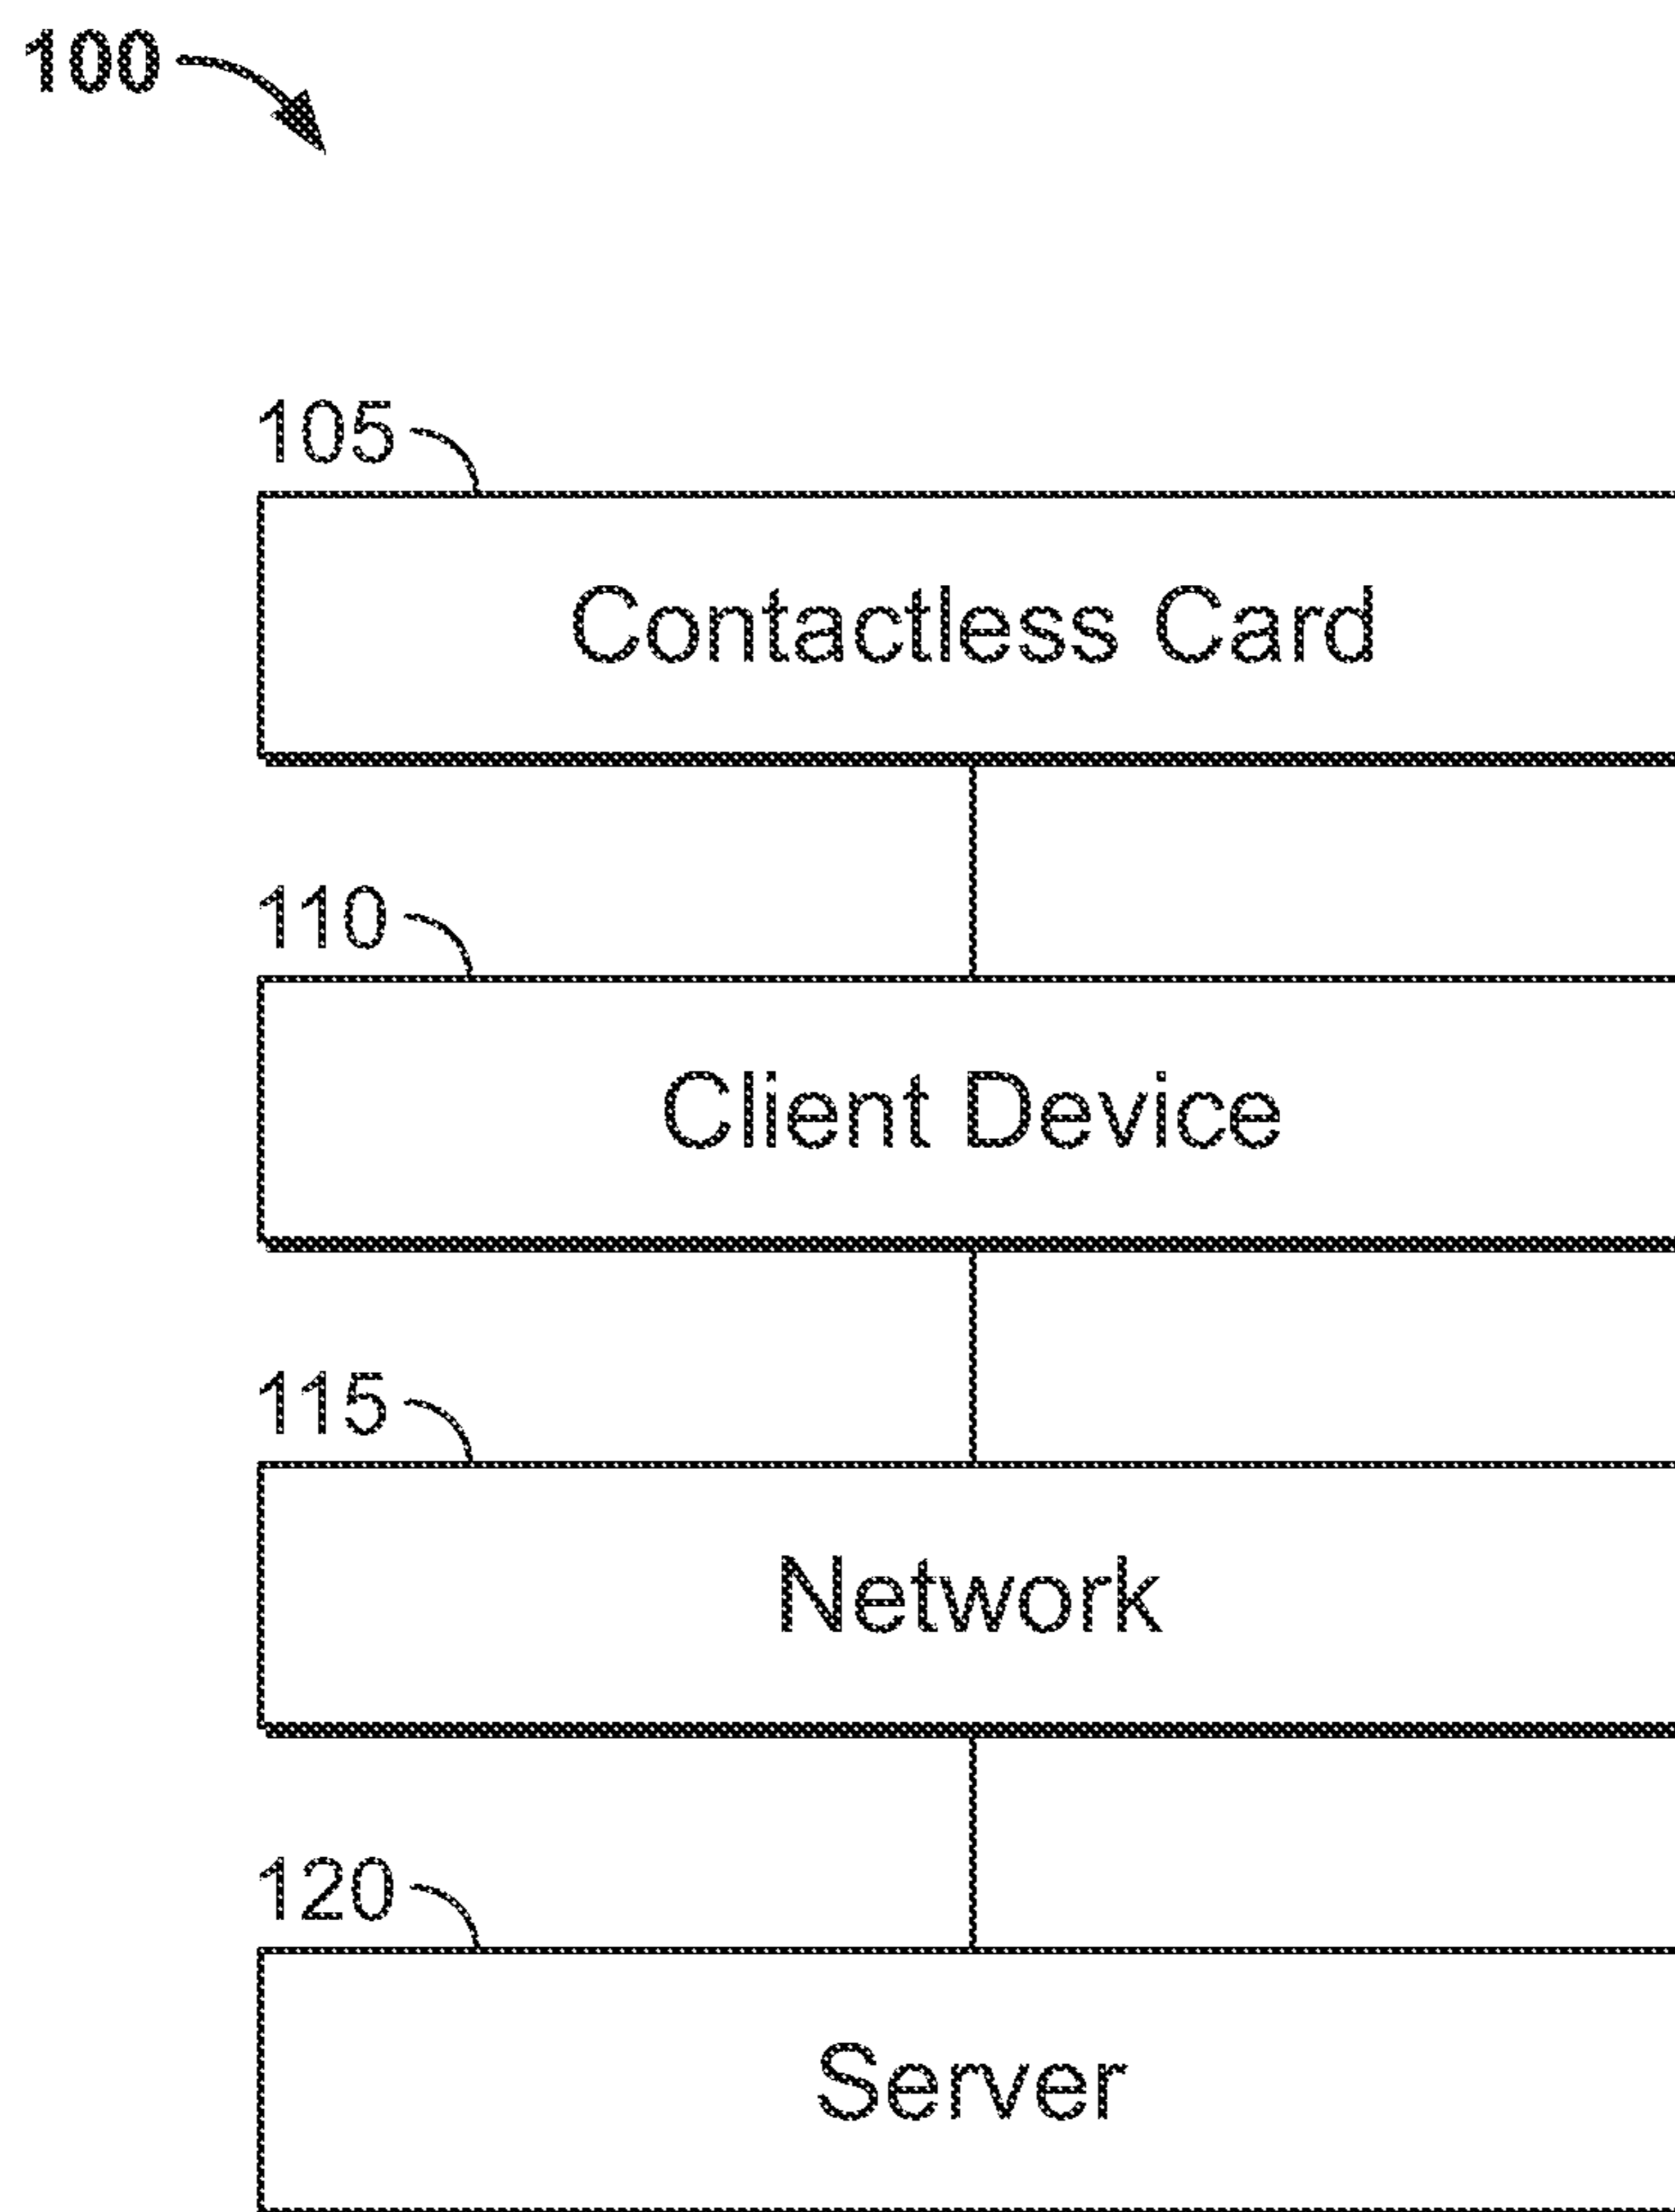 100
105
Contactless Card
110
Client Device
115
Network
120
Server